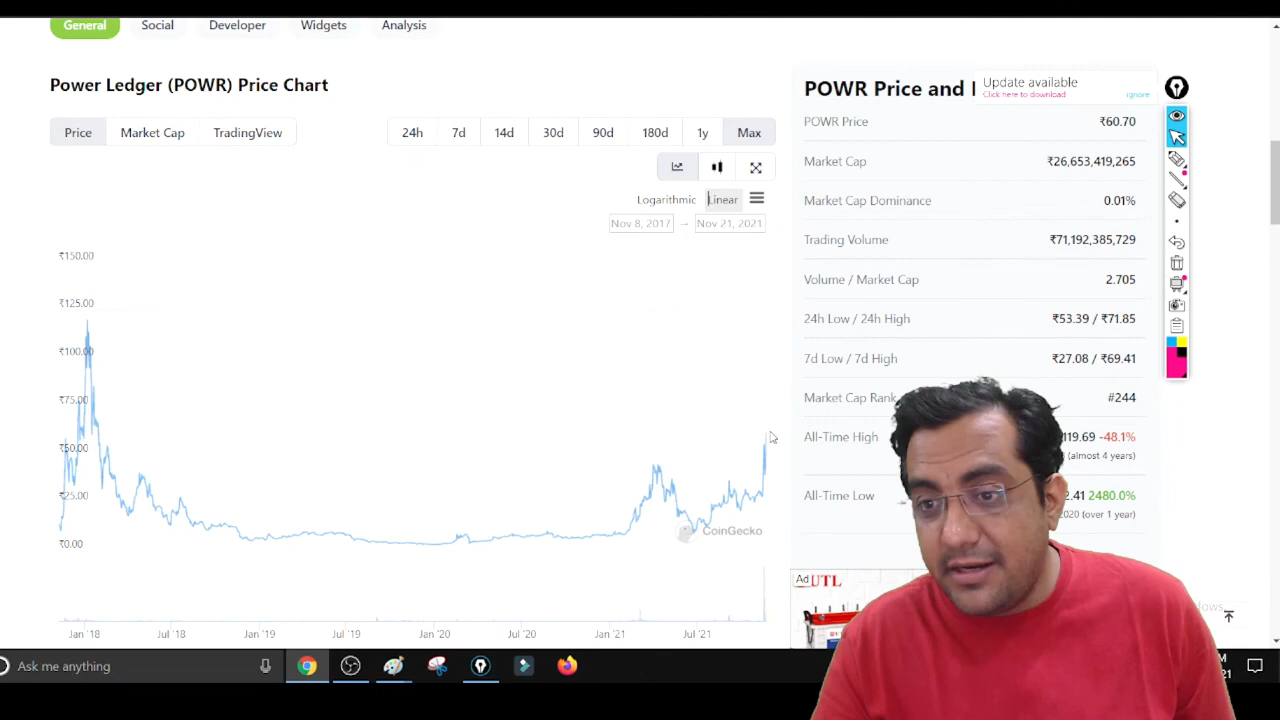 General Social Developer Widgets Analysis
Power Ledger (POWR) Price Chart
Price Market Cap TradingView
24h 7d 14d 30d 90d 180d 1y Max
Logarithmic Linear
Nov 8, 2017 → Nov 21, 2021
₹150.00
₹125.00
₹100.00
₹75.00
₹50.00
₹25.00
₹0.00
CoinGecko
Jan '18 Jul '18 Jan '19 Jul '19 Jan '20 Jul '20 Jan '21 Jul '21
POWR Price and
Update available
Click here to download ignore
POWR Price ₹60.70
Market Cap ₹26,653,419,265
Market Cap Dominance 0.01%
Trading Volume ₹71,192,385,729
Volume / Market Cap 2.705
24h Low / 24h High ₹53.39 / ₹71.85
7d Low / 7d High ₹27.08 / ₹69.41
Market Cap Rank #244
All-Time High 119.69 -48.1%
(almost 4 years)
All-Time Low 2.41 2480.0%
2020 (over 1 year)
Ad UTL
Ask me anything